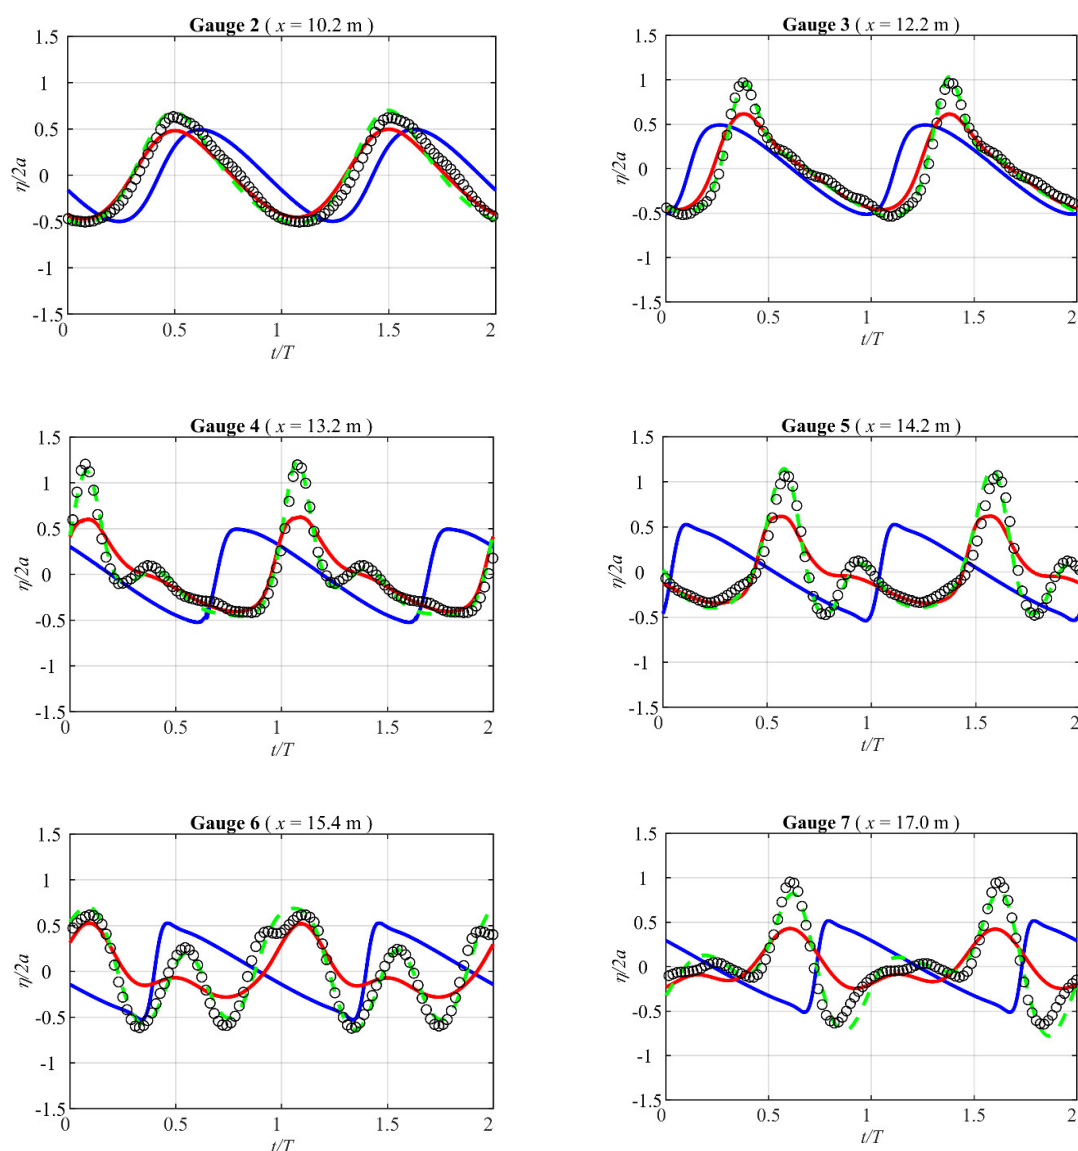 Gauge 2 ( x = 10.2 m )
1.5
1
0.5
0
-0.5
-1
-1.5
η/2a
0 0.5 1 1.5 2
t/T
Gauge 3 ( x = 12.2 m )
1.5
1
0.5
0
-0.5
-1
-1.5
η/2a
0 0.5 1 1.5 2
t/T
Gauge 4 ( x = 13.2 m )
1.5
1
0.5
0
-0.5
-1
-1.5
η/2a
0 0.5 1 1.5 2
t/T
Gauge 5 ( x = 14.2 m )
1.5
1
0.5
0
-0.5
-1
-1.5
η/2a
0 0.5 1 1.5 2
t/T
Gauge 6 ( x = 15.4 m )
1.5
1
0.5
0
-0.5
-1
-1.5
η/2a
0 0.5 1 1.5 2
t/T
Gauge 7 ( x = 17.0 m )
1.5
1
0.5
0
-0.5
-1
-1.5
η/2a
0 0.5 1 1.5 2
t/T